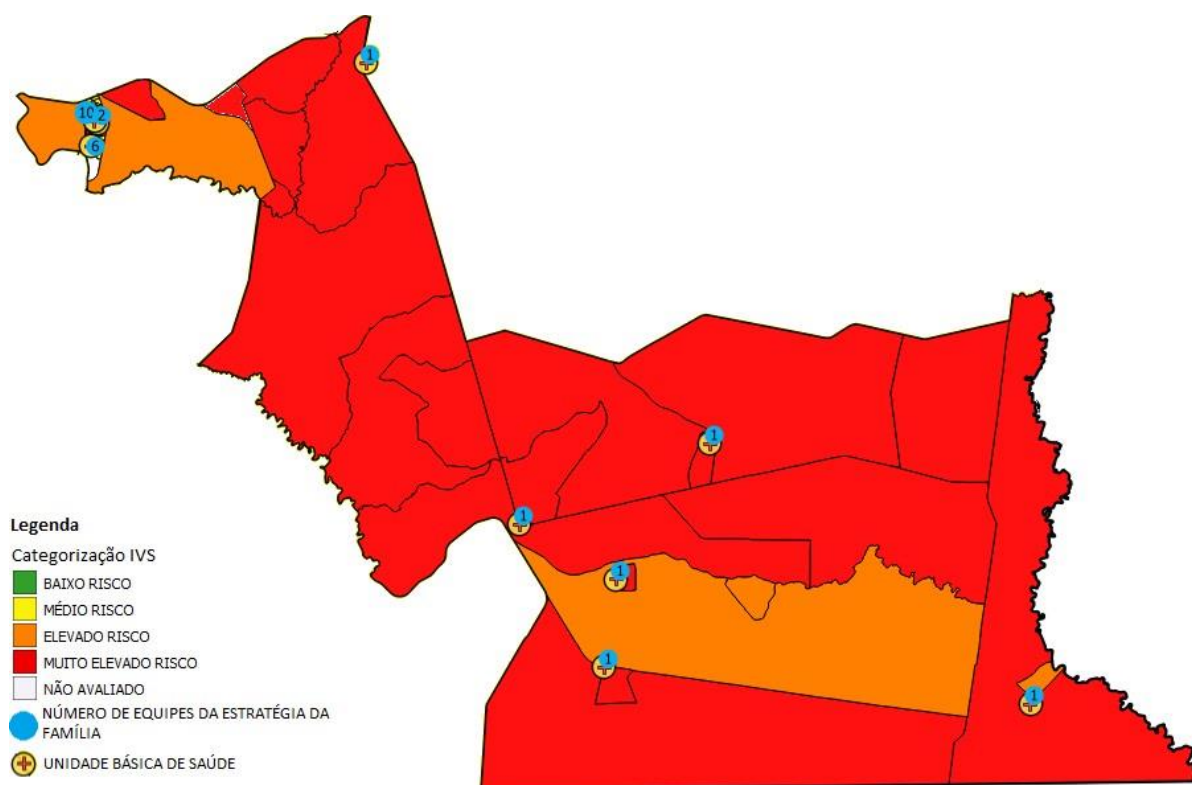 1
10
2
6
1
1
1
1
1
Legenda
Categorização IVS
BAIXO RISCO
MÉDIO RISCO
ELEVADO RISCO
MUITO ELEVADO RISCO
NÃO AVALIADO
NÚMERO DE EQUIPES DA ESTRATÉGIA DA
FAMÍLIA
UNIDADE BÁSICA DE SAÚDE